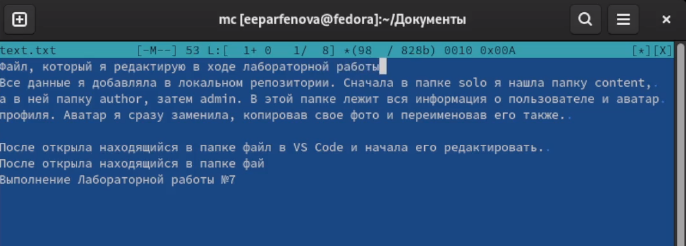 mc [eeparfenova@fedora]:~/Документы
text.txt [-M--] 53 L:[ 1+ 0 1/ 8] *(98 / 828b) 0010 0x00A [*][X]
Файл, который я редактирую в ходе лабораторной работы
Все данные я добавляла в локальном репозитории. Сначала в папке solo я нашла папку content,.
а в ней папку author, затем admin. В этой папке лежит вся информация о пользователе и аватар.
профиля. Аватар я сразу заменила, копировав свое фото и переименовав его также..
После открыла находящийся в папке файл в VS Code и начала его редактировать..
После открыла находящийся в папке фай
Выполнение Лабораторной работы №7